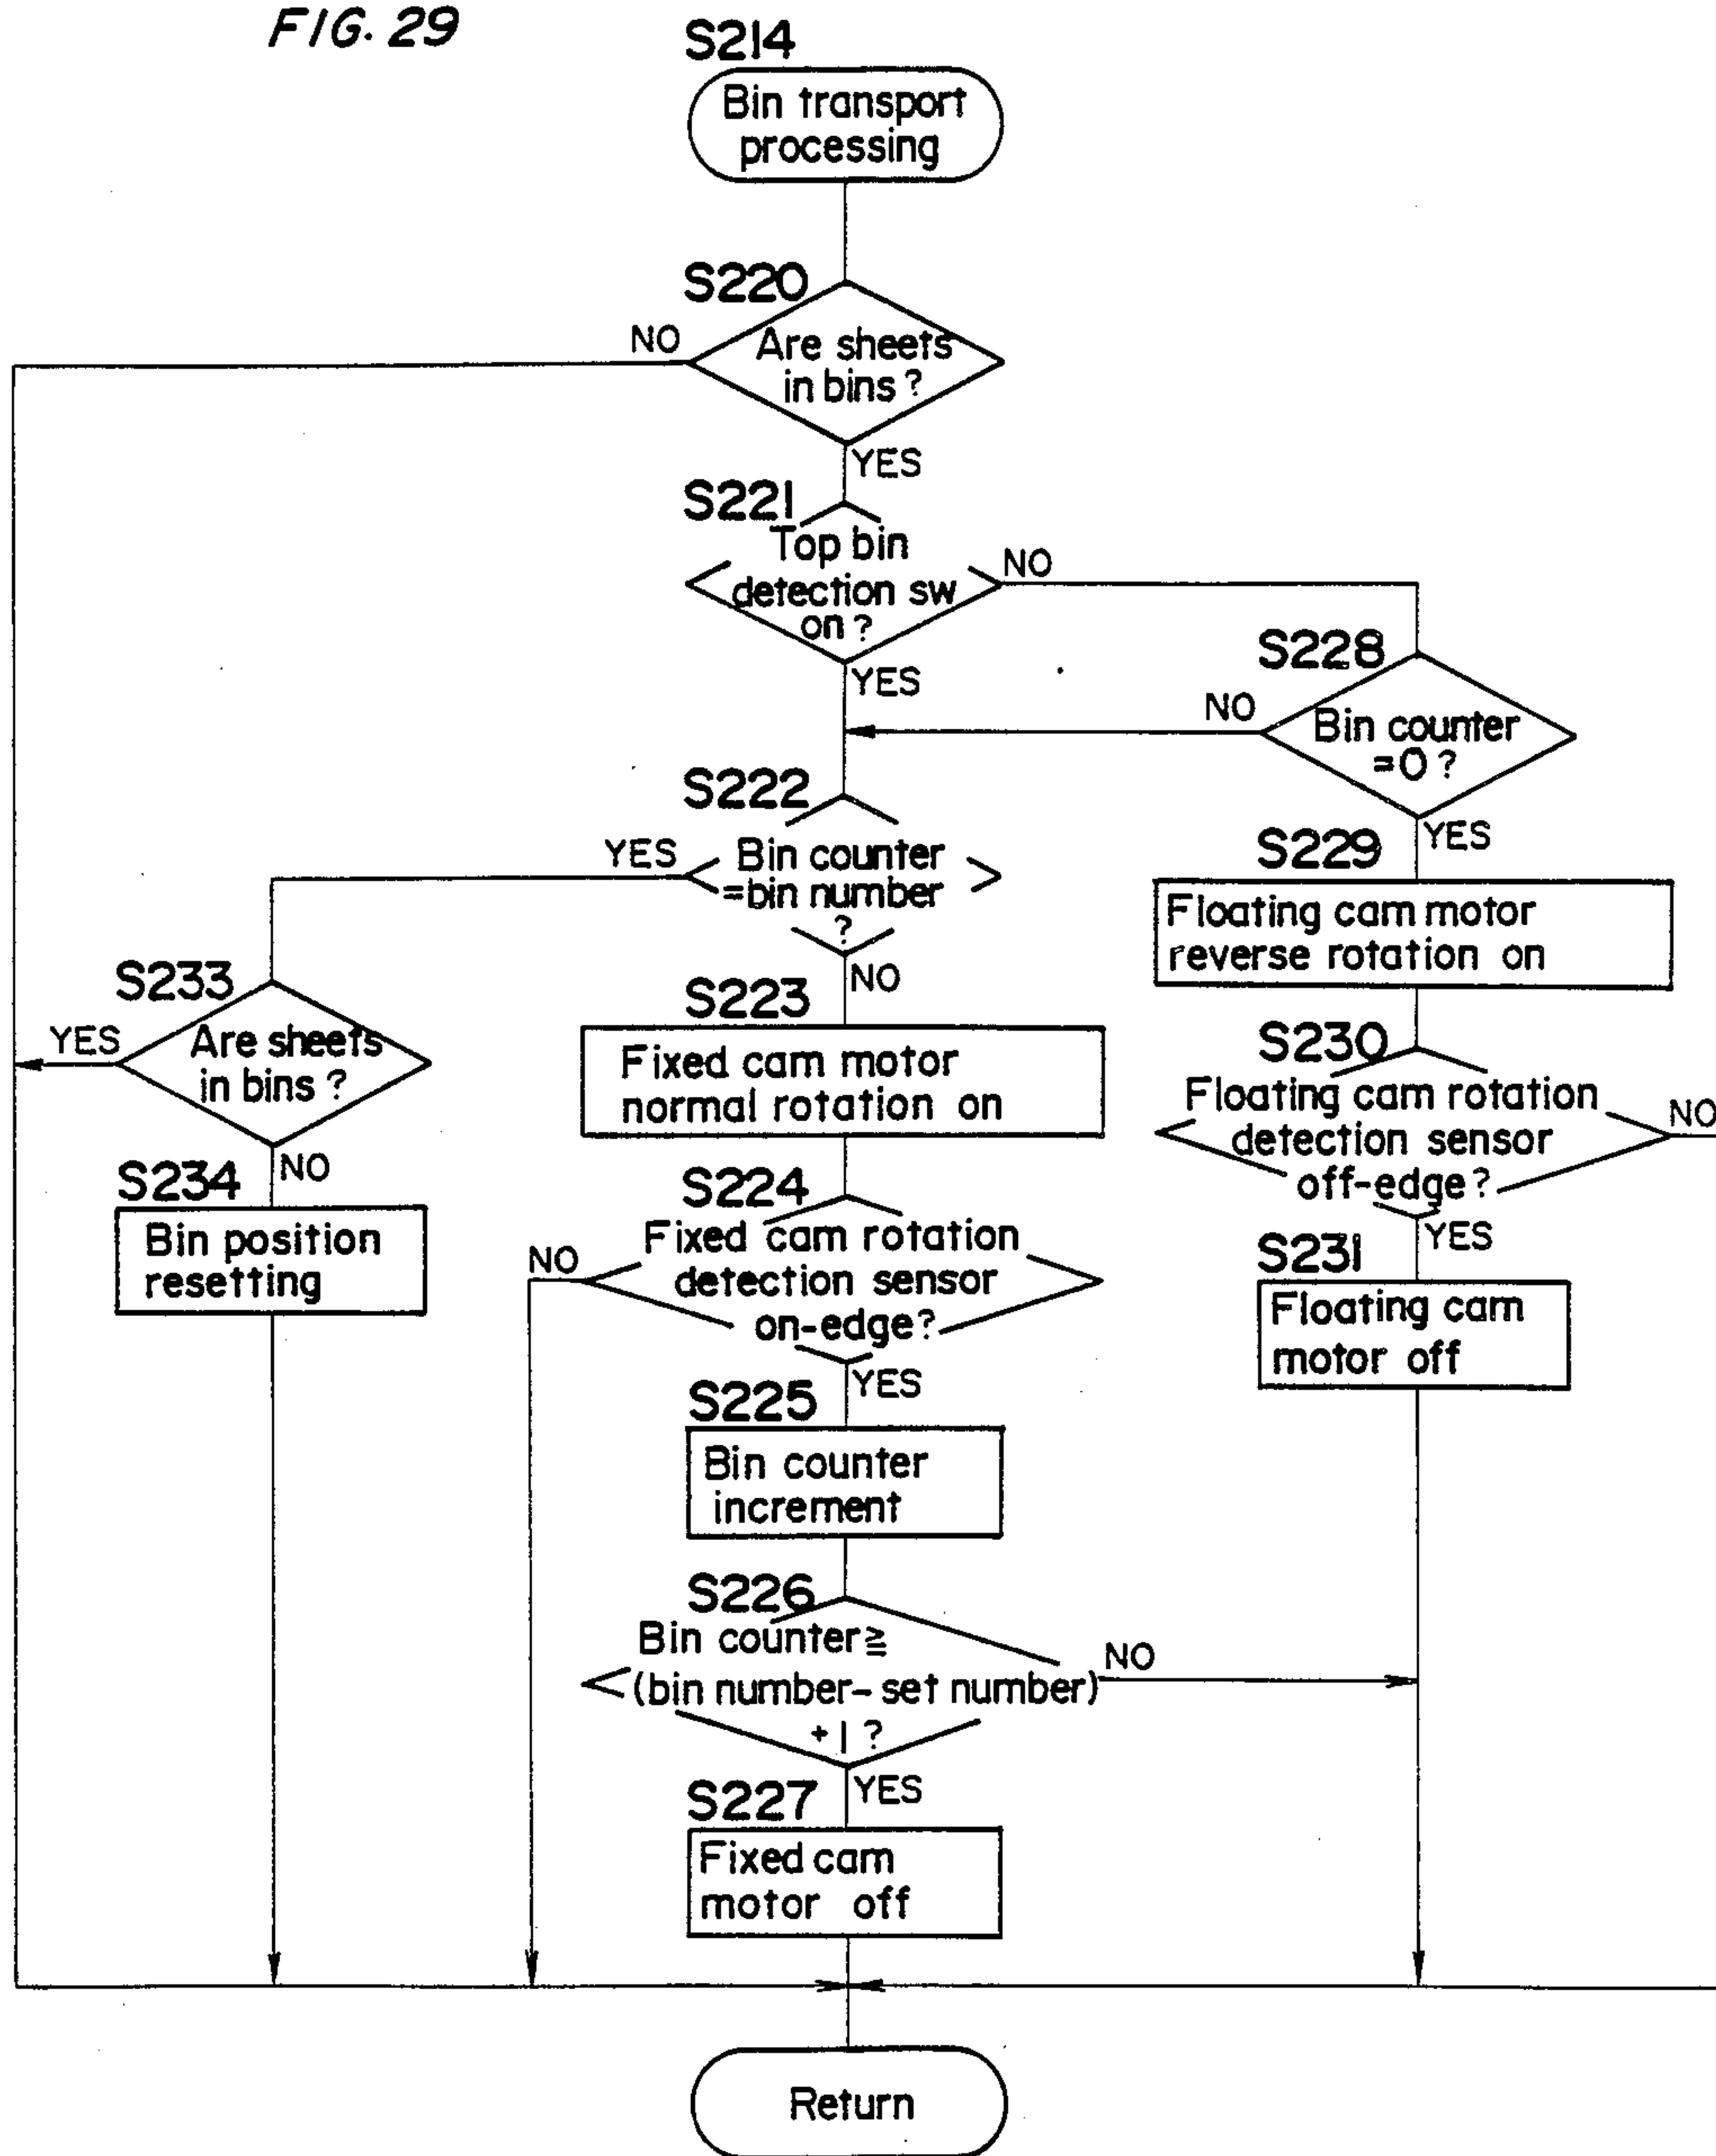 FIG. 29
S214
Bin transport
processing
S220
NO
Are sheets
in bins?
YES
S221
Top bin
detection sw
on?
NO
YES
S228
NO
Bin counter
=0?
YES
S222
YES
Bin counter
=bin number
?
NO
S229
Floating cam motor
reverse rotation on
S233
YES
Are sheets
in bins?
NO
S223
Fixed cam motor
normal rotation on
S230
Floating cam rotation
detection sensor
off-edge?
NO
YES
S234
Bin position
resetting
S224
NO
Fixed cam rotation
detection sensor
on-edge?
YES
S231
Floating cam
motor off
S225
Bin counter
increment
S226
Bin counter≧
(bin number-set number)
+1?
NO
YES
S227
Fixed cam
motor off
Return